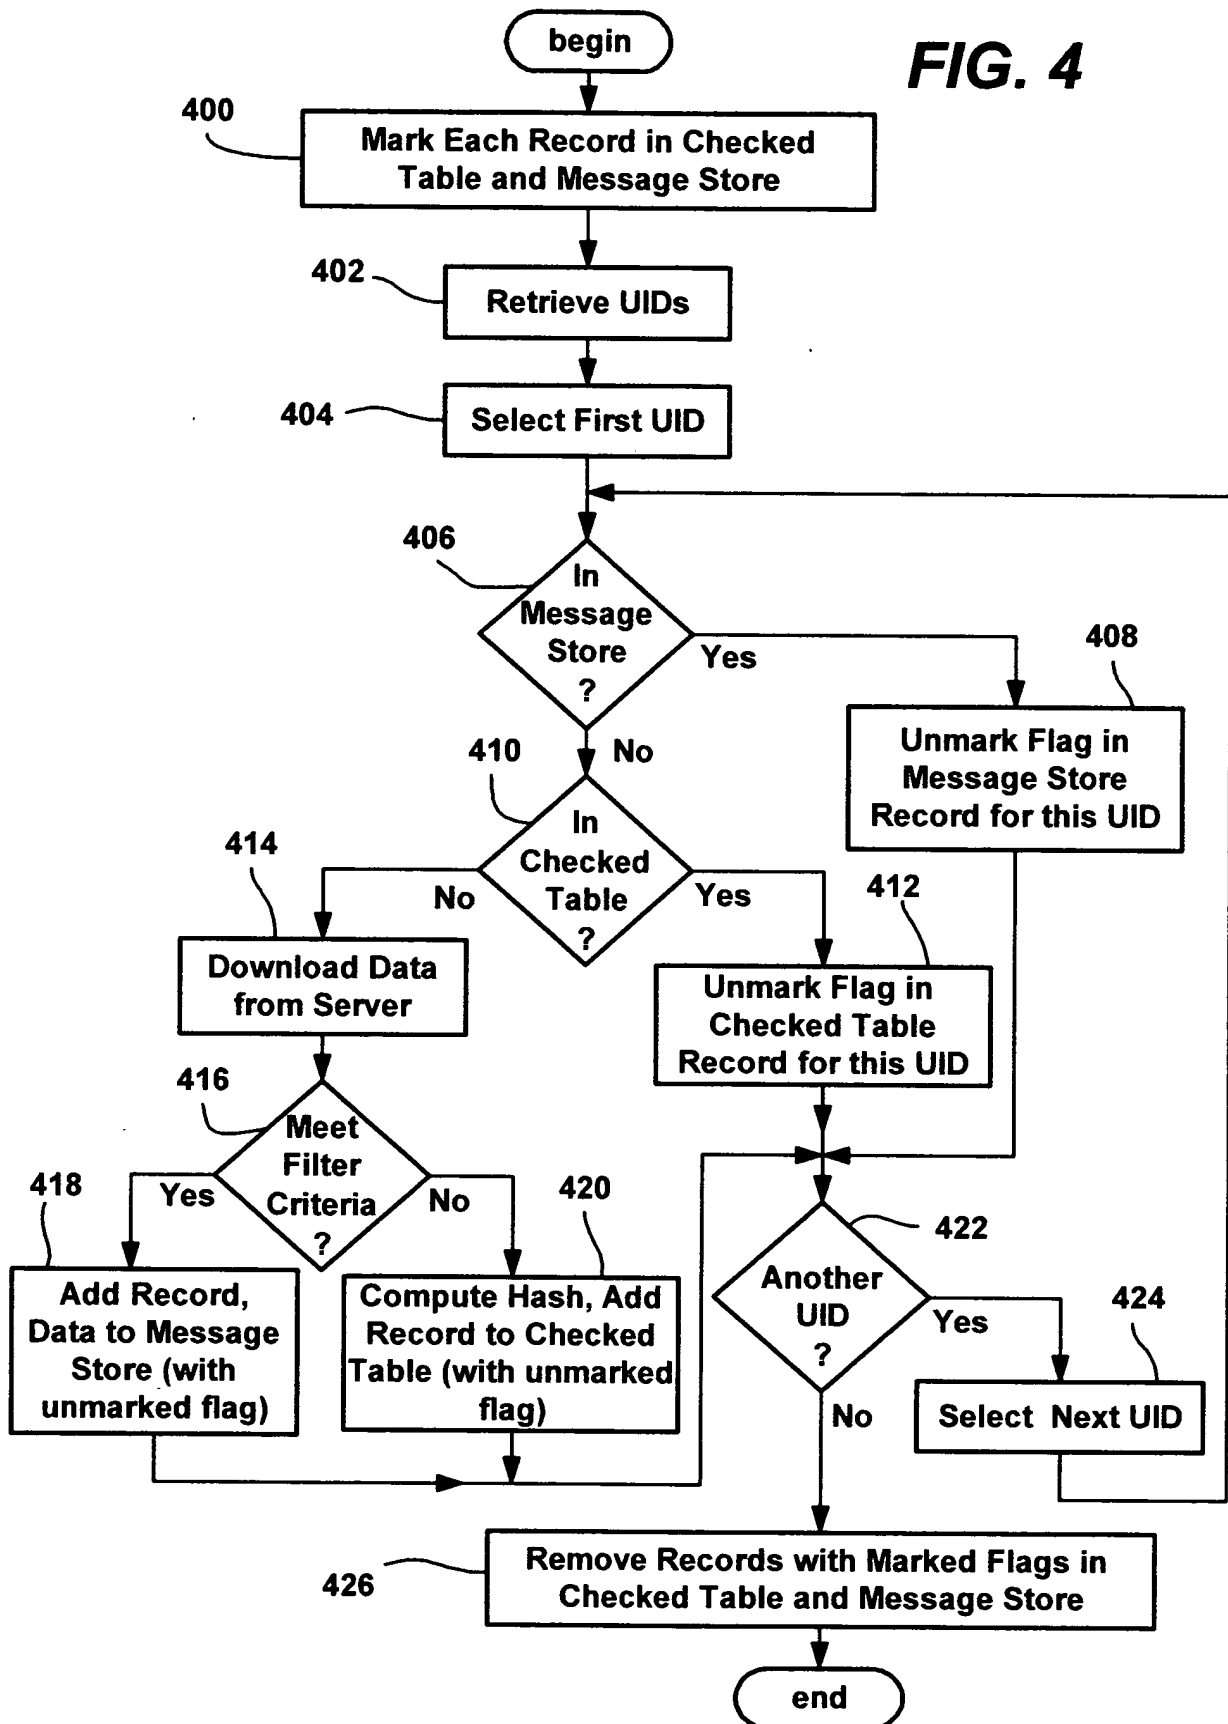 begin
FIG. 4
400
Mark Each Record in Checked
Table and Message Store
402
Retrieve UIDs
404
Select First UID
406
In
Message
Store
?
Yes
408
Unmark Flag in
Message Store
Record for this UID
No
410
In
Checked
Table
?
No
Yes
414
Download Data
from Server
412
Unmark Flag in
Checked Table
Record for this UID
416
Meet
Filter
Criteria
?
Yes
No
418
Add Record,
Data to Message
Store (with
unmarked flag)
420
Compute Hash, Add
Record to Checked
Table (with unmarked
flag)
422
Another
UID
?
Yes
No
424
Select Next UID
426
Remove Records with Marked Flags in
Checked Table and Message Store
end